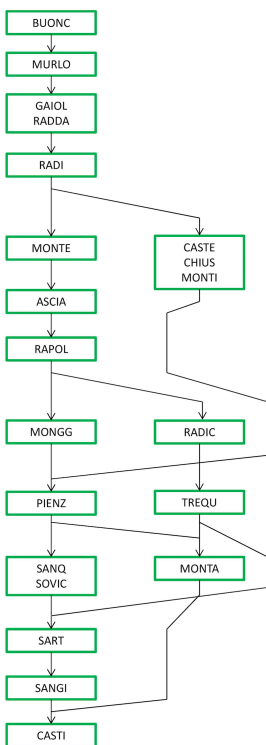 BUONC
MURLO
GAIOL
RADDA
RADI
MONTE
CASTE
CHIUS
MONTI
ASCIA
RAPOL
MONGG
RADIC
PIENZ
TREQU
SANQ
SOVIC
MONTA
SART
SANGI
CASTI